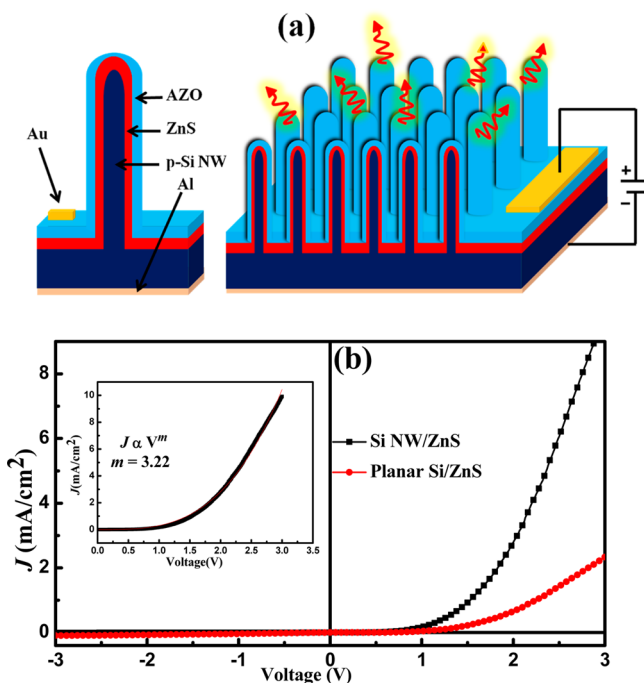 (a)
AZO
ZnS
p-Si NW
Au
Al
+
−
(b)
J (mA/cm²)
8
6
4
2
0
-3
-2
-1
0
1
2
3
Voltage (V)
Si NW/ZnS
Planar Si/ZnS
J α Vᵐ
m = 3.22
J(mA/cm²)
10
8
6
4
2
0
0.0
0.5
1.0
1.5
2.0
2.5
3.0
3.5
Voltage(V)